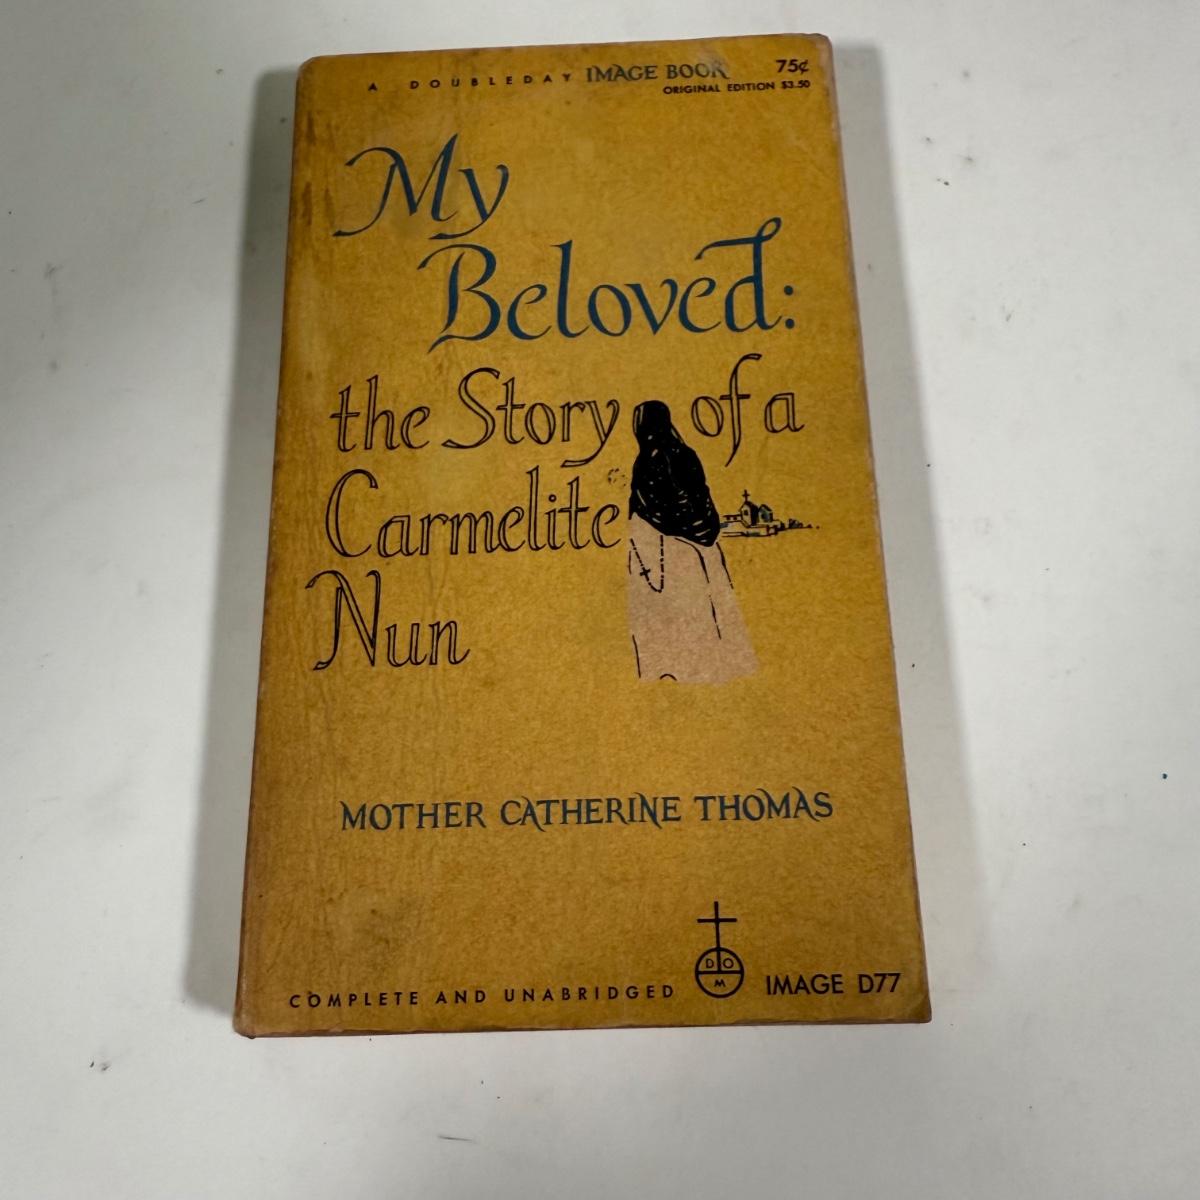 A DOUBLEDAY IMAGE BOOK 75¢
ORIGINAL EDITION $3.50
My
Beloved:
the Story of a
Carmelite
Nun
MOTHER CATHERINE THOMAS
D O
M
COMPLETE AND UNABRIDGED IMAGE D77